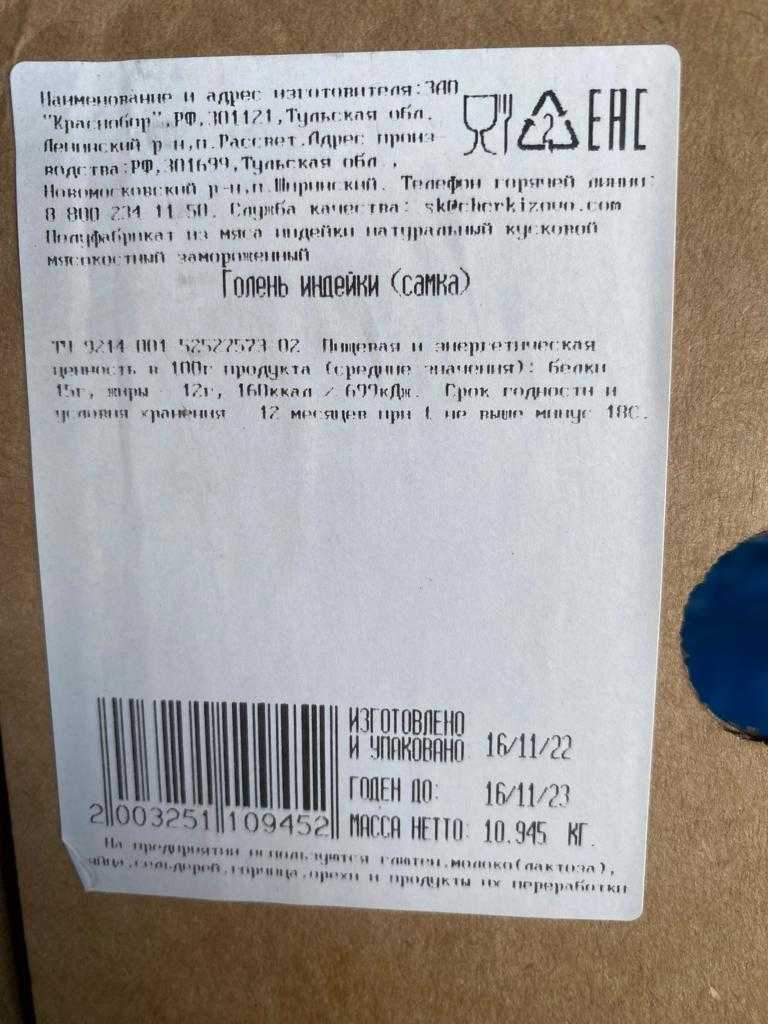 Наименование и адрес изготовителя:ЗАО
"Краснобор",РФ,301121,Тульская обл.
Ленинский р-н,п.Рассвет.Адрес произ-
водства:РФ,301699,Тульская обл.,
Новомосковский р-н,п.Ширинский. Телефон горячей линии:
8 800 234 11 50. Служба качества: sk@cherkizovo.com
Полуфабрикат из мяса индейки натуральный кусковой
мясокостный замороженный
Голень индейки (самка)
2
EAC
ТУ 9214-001-52527573-02. Пищевая и энергетическая
ценность в 100г продукта (средние значения): белки
15г, жиры - 12г, 160ккал / 699кДж. Срок годности и
условия хранения 12 месяцев при t не выше минус 18С.
ИЗГОТОВЛЕНО
И УПАКОВАНО 16/11/22
ГОДЕН ДО: 16/11/23
МАССА НЕТТО: 10.945 КГ.
2 003251 109452
На предприятии используются глютен,молоко(лактоза),
яйца,сельдерей,горчица,орехи и продукты их переработки